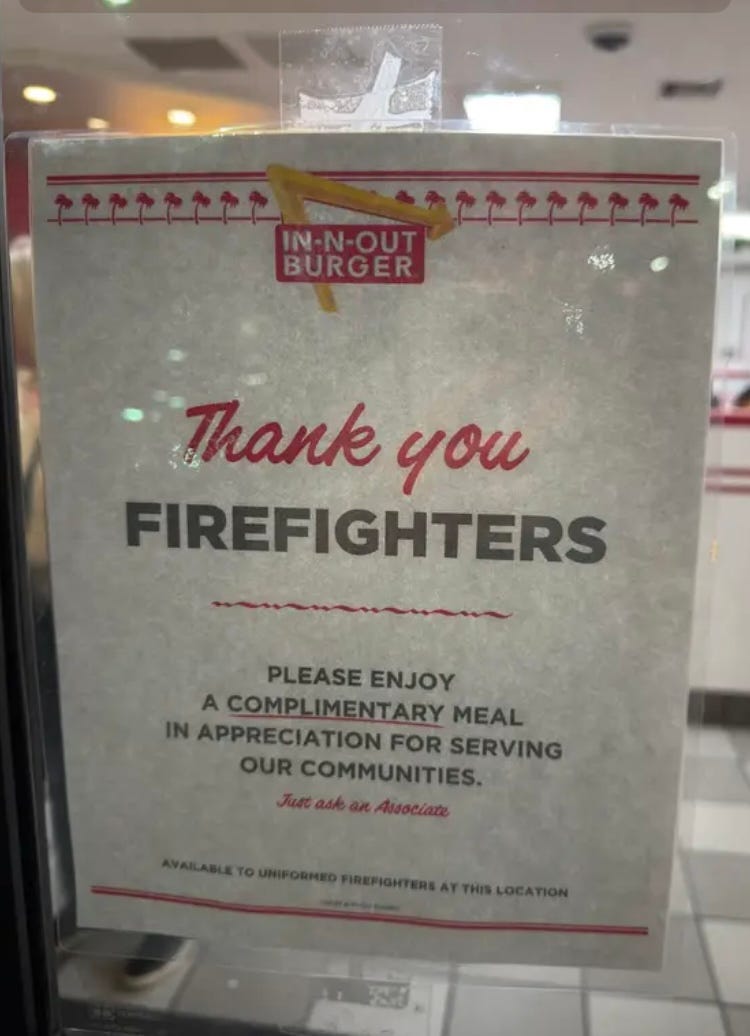 IN-N-OUT
BURGER
Thank you
FIREFIGHTERS
PLEASE ENJOY
A COMPLIMENTARY MEAL
IN APPRECIATION FOR SERVING
OUR COMMUNITIES.
Just ask an Associate
AVAILABLE TO UNIFORMED FIREFIGHTERS AT THIS LOCATION